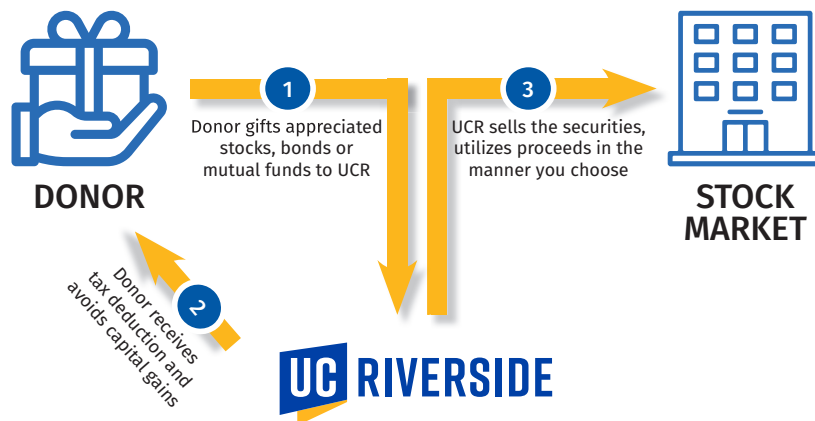 1
Donor gifts appreciated
stocks, bonds or
mutual funds to UCR
3
UCR sells the securities,
utilizes proceeds in the
manner you choose
DONOR
STOCK
MARKET
2
Donor receives
tax deduction and
avoids capital gains
UC RIVERSIDE